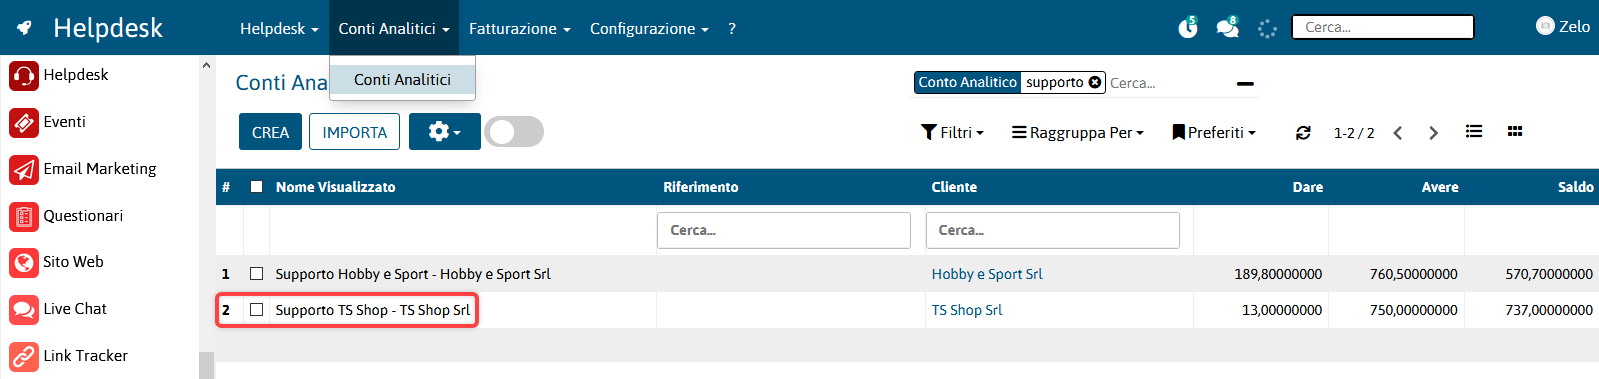 Helpdesk
Helpdesk Conti Analitici Fatturazione Configurazione ?
5 8 Cerca... Zelo
Helpdesk
Eventi
Email Marketing
Questionari
Sito Web
Live Chat
Link Tracker
Conti Ana
Conti Analitici
Conto Analitico supporto Cerca...
CREA IMPORTA
Filtri Raggruppa Per Preferiti 1-2 / 2
# Nome Visualizzato Riferimento Cliente Dare Avere Saldo
Cerca... Cerca...
1 Supporto Hobby e Sport - Hobby e Sport Srl Hobby e Sport Srl 189,80000000 760,50000000 570,70000000
2 Supporto TS Shop - TS Shop Srl TS Shop Srl 13,00000000 750,00000000 737,00000000